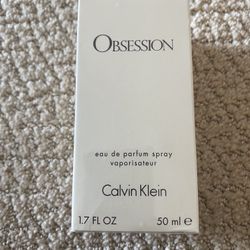 OBSESSION
eau de parfum spray
vaporisateur
Calvin Klein
1.7 FL OZ 50 ml e